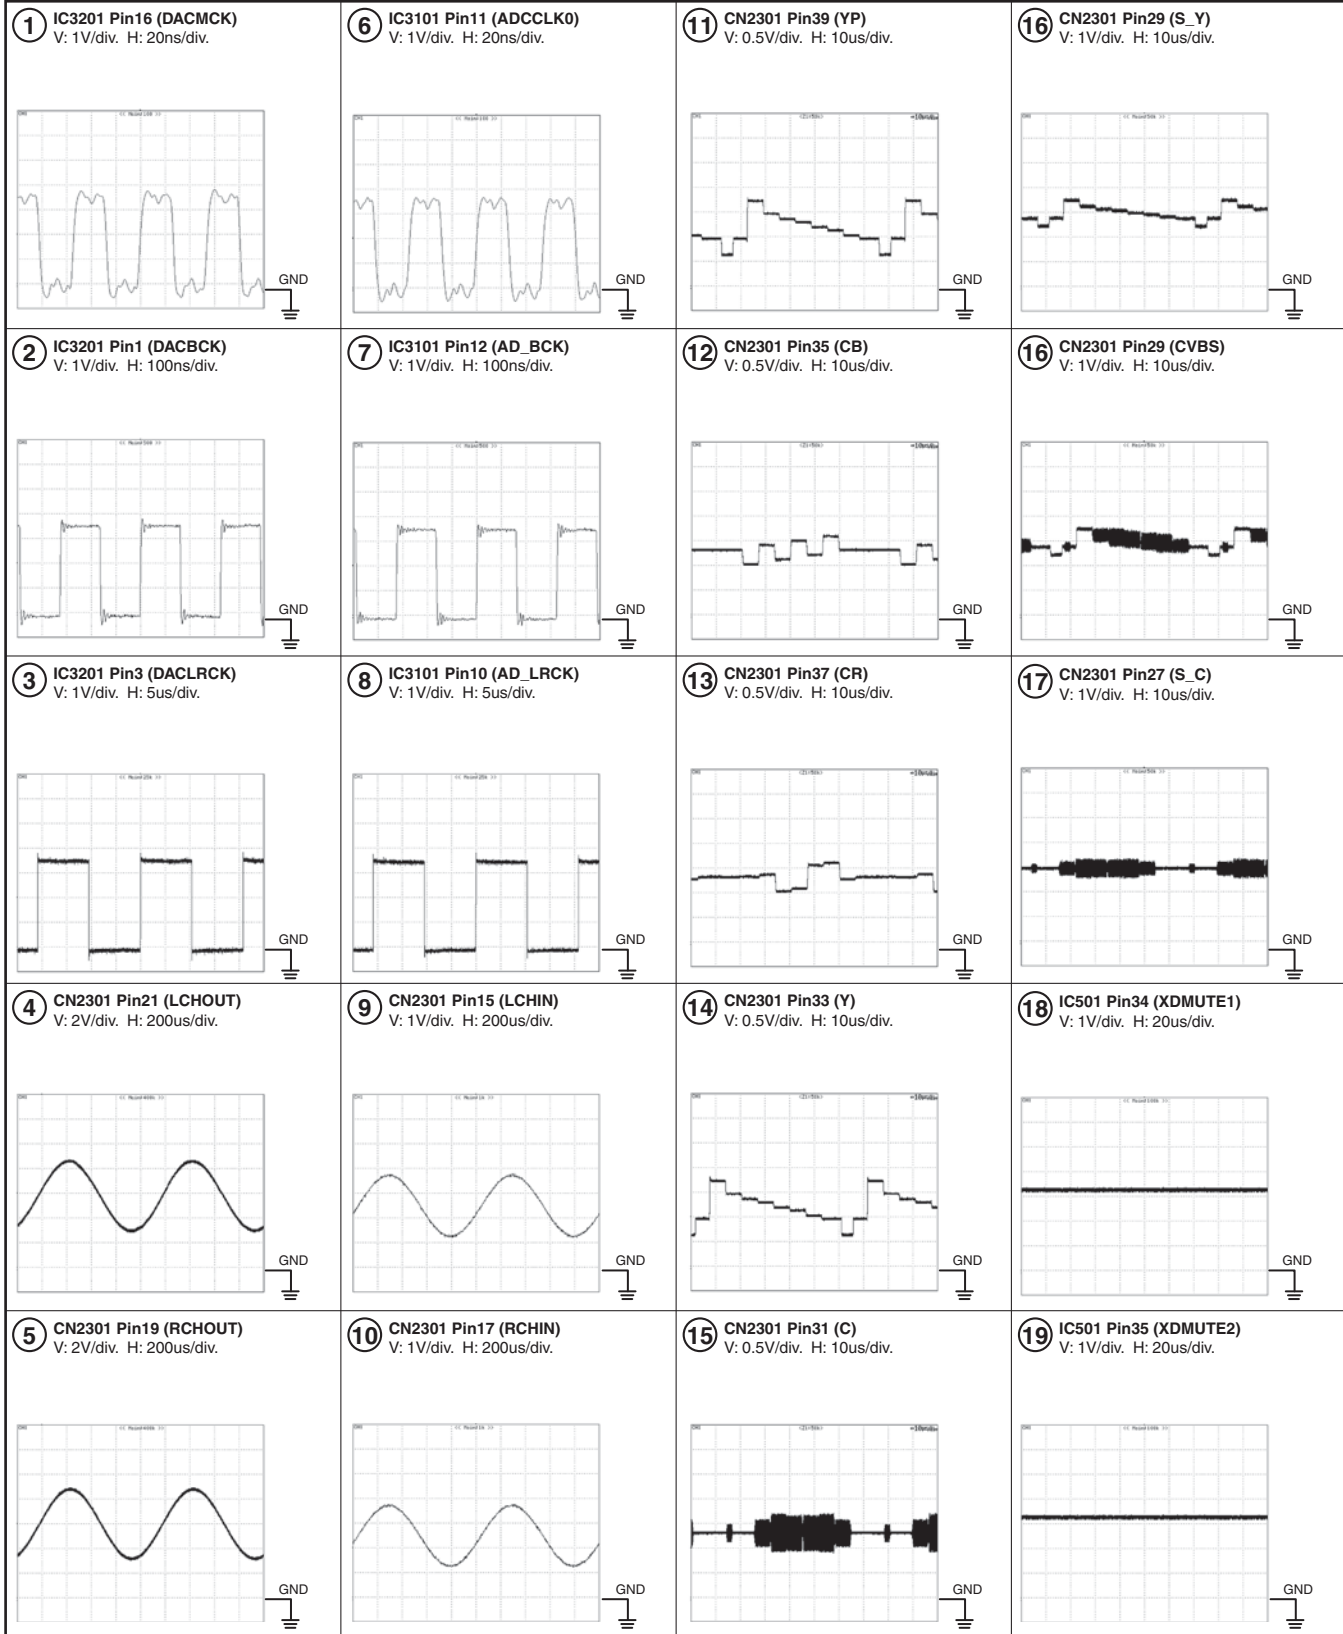 1 IC3201 Pin16 (DACMCK)
V: 1V/div. H: 20ns/div.
GND
6 IC3101 Pin11 (ADCCLK0)
V: 1V/div. H: 20ns/div.
GND
11 CN2301 Pin39 (YP)
V: 0.5V/div. H: 10us/div.
GND
16 CN2301 Pin29 (S_Y)
V: 1V/div. H: 10us/div.
GND
2 IC3201 Pin1 (DACBCK)
V: 1V/div. H: 100ns/div.
GND
7 IC3101 Pin12 (AD_BCK)
V: 1V/div. H: 100ns/div.
GND
12 CN2301 Pin35 (CB)
V: 0.5V/div. H: 10us/div.
GND
16 CN2301 Pin29 (CVBS)
V: 1V/div. H: 10us/div.
GND
3 IC3201 Pin3 (DACLRCK)
V: 1V/div. H: 5us/div.
GND
8 IC3101 Pin10 (AD_LRCK)
V: 1V/div. H: 5us/div.
GND
13 CN2301 Pin37 (CR)
V: 0.5V/div. H: 10us/div.
GND
17 CN2301 Pin27 (S_C)
V: 1V/div. H: 10us/div.
GND
4 CN2301 Pin21 (LCHOUT)
V: 2V/div. H: 200us/div.
GND
9 CN2301 Pin15 (LCHIN)
V: 1V/div. H: 200us/div.
GND
14 CN2301 Pin33 (Y)
V: 0.5V/div. H: 10us/div.
GND
18 IC501 Pin34 (XDMUTE1)
V: 1V/div. H: 20us/div.
GND
5 CN2301 Pin19 (RCHOUT)
V: 2V/div. H: 200us/div.
GND
10 CN2301 Pin17 (RCHIN)
V: 1V/div. H: 200us/div.
GND
15 CN2301 Pin31 (C)
V: 0.5V/div. H: 10us/div.
GND
19 IC501 Pin35 (XDMUTE2)
V: 1V/div. H: 20us/div.
GND